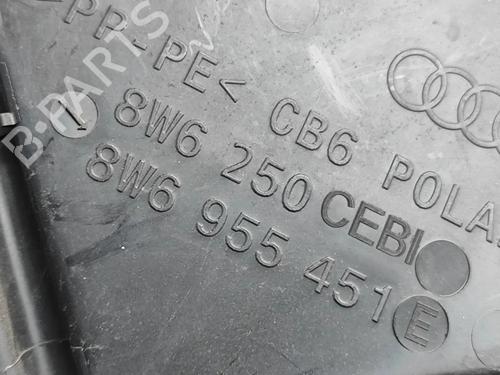 >PP-PE< CB6 POLA
8W6 250 CEBI
8W6 955 451 E
B-PARTS